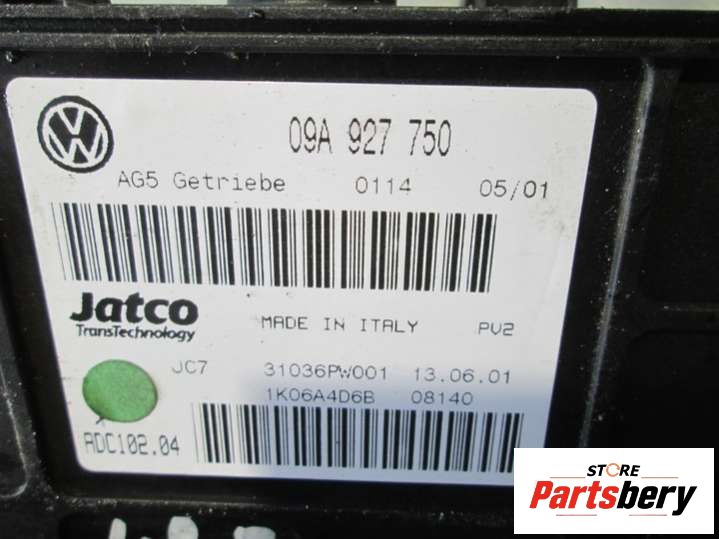 09A 927 750
AG5 Getriebe 0114 05/01
Jatco
TransTechnology
MADE IN ITALY PV2
JC7 31036PW001 13.06.01
1K06A4D6B 08140
ADC102.04
STORE
Partsbery